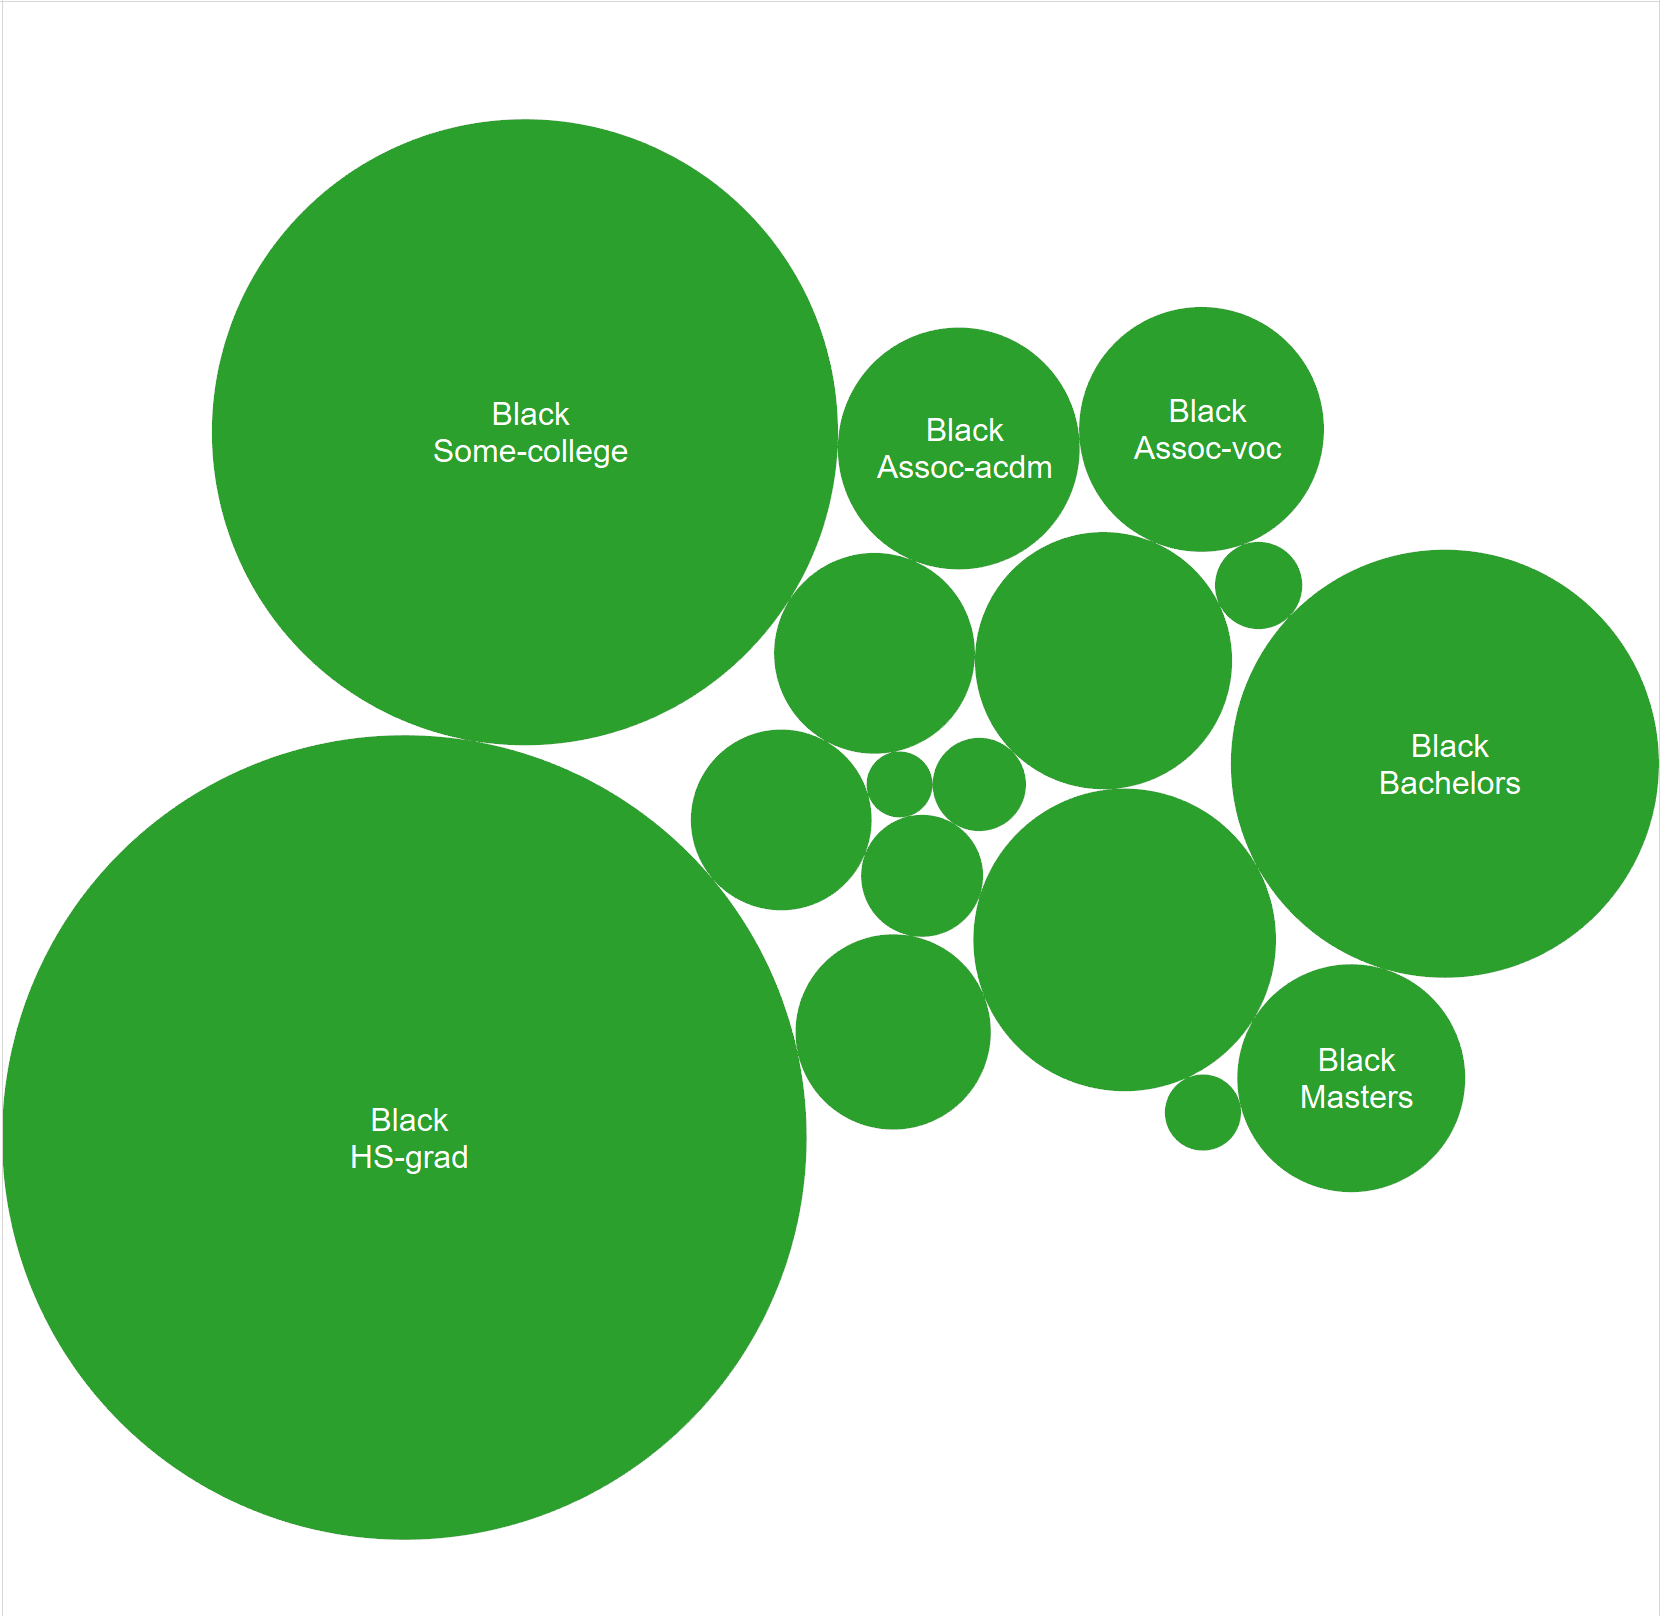 Black
Some-college
Black
Assoc-acdm
Black
Assoc-voc
Black
Bachelors
Black
Masters
Black
HS-grad